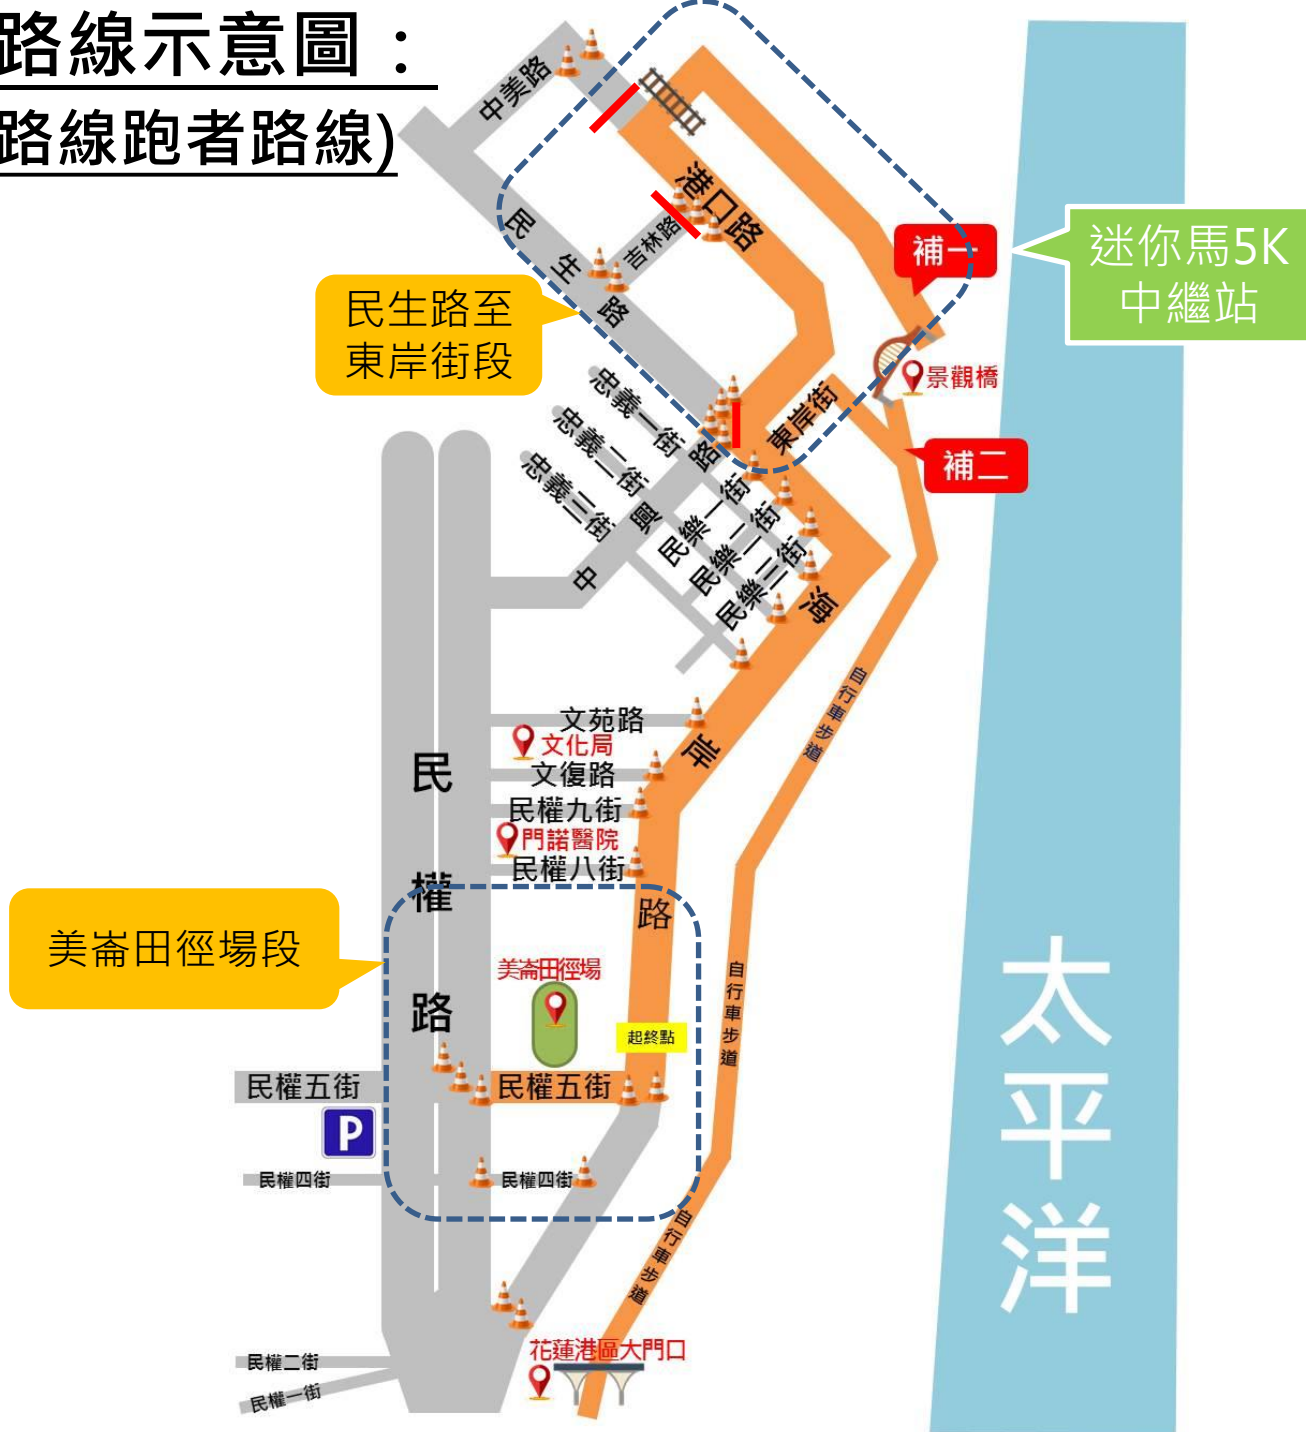 路線示意圖：
路線跑者路線)
中美路
港口路
吉林路
民生路
補一
迷你馬5K
中繼站
民生路至
東岸街段
景觀橋
忠義一街
忠義二街
忠義三街
東岸街
補二
中興路
民樂一街
民樂二街
民樂三街
海岸路
自行車步道
文苑路
文化局
文復路
民權九街
門諾醫院
民權八街
民權路
美崙田徑場段
美崙田徑場
起終點
自行車步道
太平洋
民權五街
民權五街
P
民權四街
民權四街
自行車步道
花蓮港區大門口
民權二街
民權一街